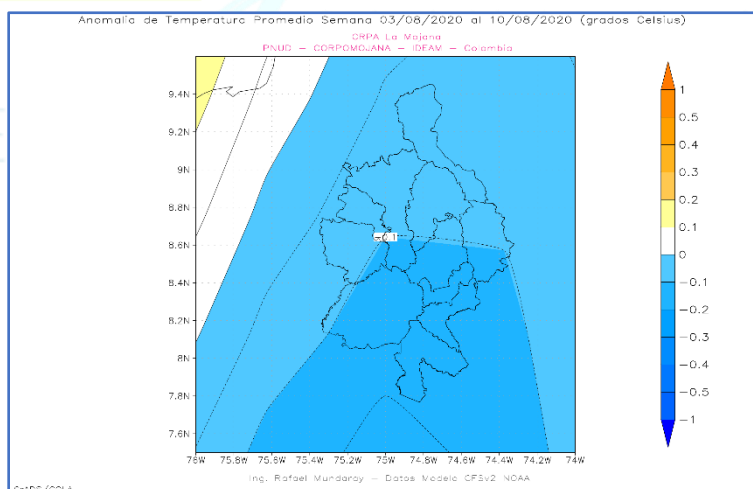 Anomalía de Temperatura Promedio Semana 03/08/2020 al 10/08/2020 (grados Celsius)
CRPA La Mojana
PNUD – CORPOMOJANA – IDEAM – Colombia
9.4N
9.2N
9N
8.8N
8.6N
8.4N
8.2N
8N
7.8N
7.6N
-0.1
76W 75.8W 75.6W 75.4W 75.2W 75W 74.8W 74.6W 74.4W 74.2W 74W
1
0.5
0.4
0.3
0.2
0.1
0
-0.1
-0.2
-0.3
-0.4
-0.5
-1
Ing. Rafael Mundaray – Datos Modelo CFSv2 NOAA